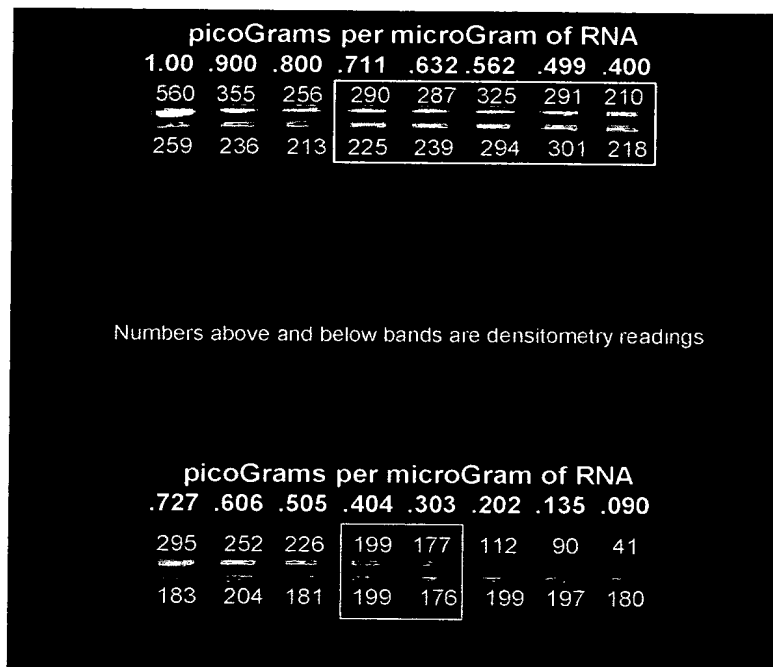 picoGrams per microGram of RNA
1.00 .900 .800 .711 .632 .562 .499 .400
560 355 256 290 287 325 291 210
259 236 213 225 239 294 301 218
Numbers above and below bands are densitometry readings
picoGrams per microGram of RNA
.727 .606 .505 .404 .303 .202 .135 .090
295 252 226 199 177 112 90 41
183 204 181 199 176 199 197 180